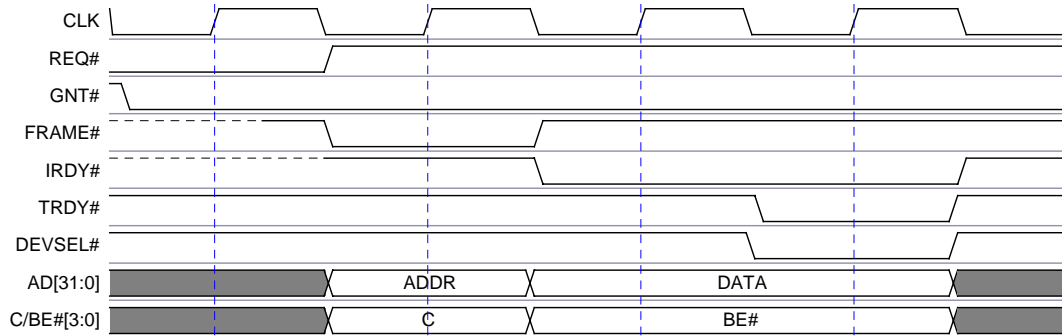 CLK
REQ#
GNT#
FRAME#
IRDY#
TRDY#
DEVSEL#
AD[31:0] ADDR DATA
C/BE#[3:0] C BE#